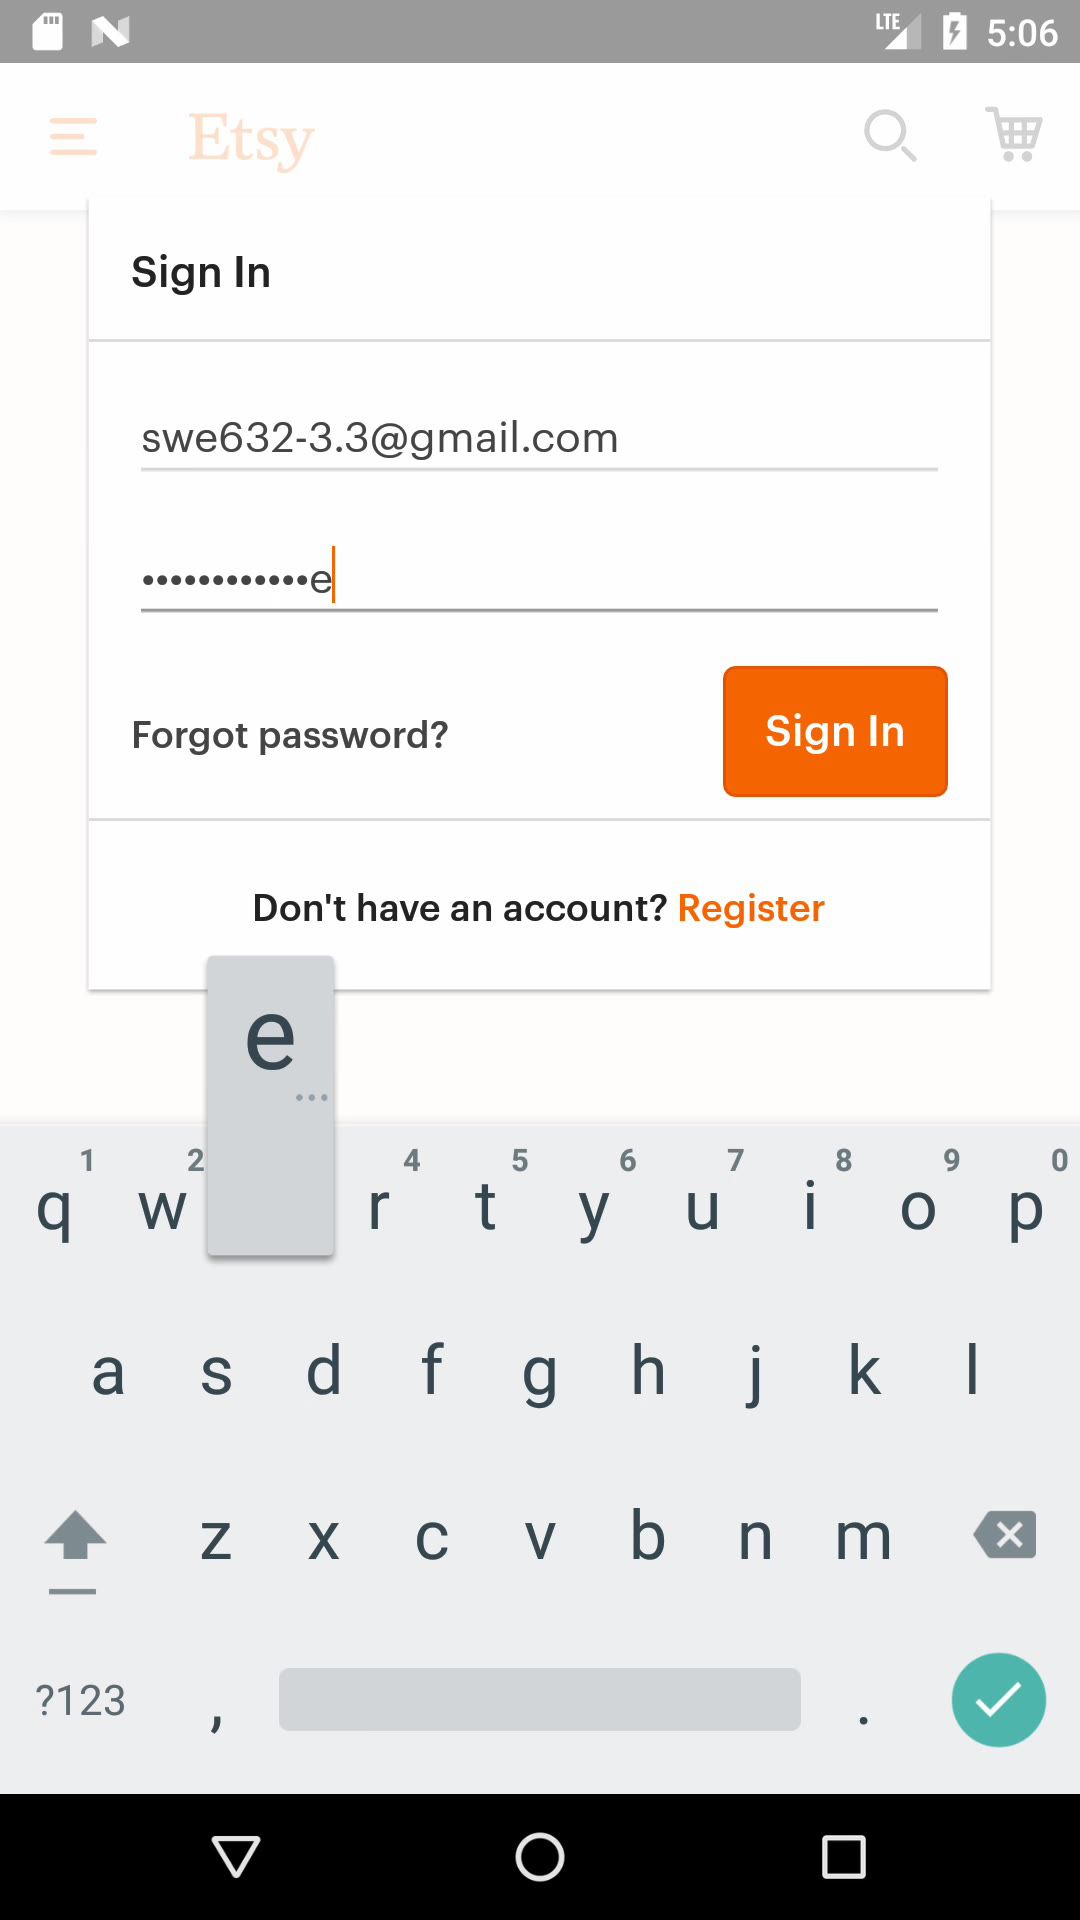 LTE 5:06
Etsy
Sign In
swe632-3.3@gmail.com
••••••••••••e
Forgot password?
Sign In
Don't have an account? Register
e
...
1 2 4 5 6 7 8 9 0
q w r t y u i o p
a s d f g h j k l
z x c v b n m
?123 , .